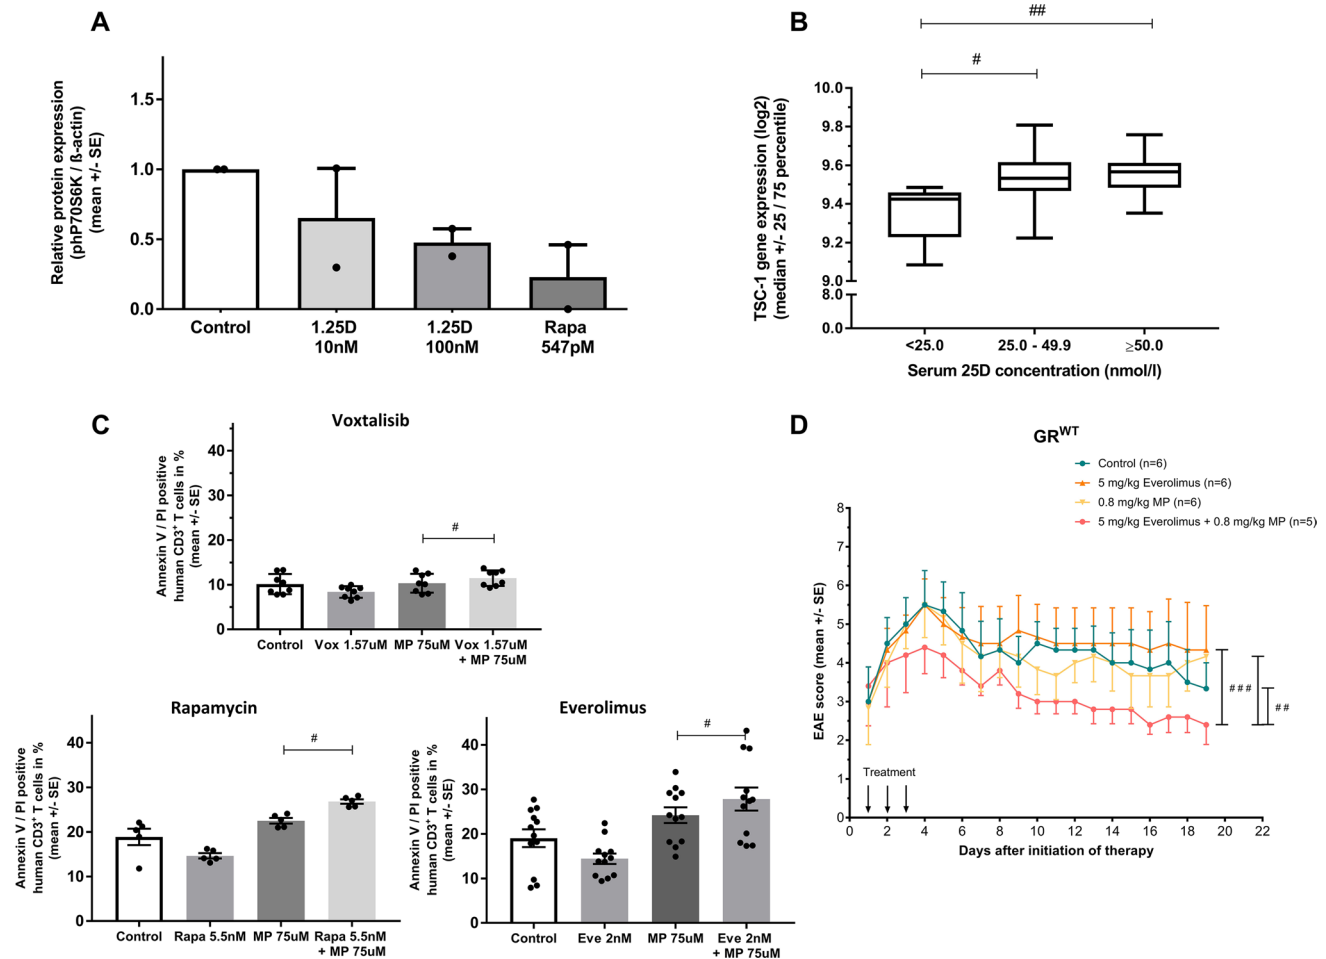 A
Relative protein expression
(phP70S6K / ß-actin)
(mean +/- SE)
1.5
1.0
0.5
0.0
Control
1.25D
10nM
1.25D
100nM
Rapa
547pM
B
##
#
TSC-1 gene expression (log2)
(median +/- 25 / 75 percentile)
10.0
9.8
9.6
9.4
9.2
9.0
8.0
0.0
<25.0
25.0 - 49.9
≥50.0
Serum 25D concentration (nmol/l)
C
Voxtalisib
Annexin V / PI positive
human CD3⁺ T cells in %
(mean +/- SE)
40
30
20
10
0
#
Control
Vox 1.57uM
MP 75uM
Vox 1.57uM
+ MP 75uM
Rapamycin
Annexin V / PI positive
human CD3⁺ T cells in %
(mean +/- SE)
40
30
20
10
0
#
Control
Rapa 5.5nM
MP 75uM
Rapa 5.5nM
+ MP 75uM
Everolimus
Annexin V / PI positive
human CD3⁺ T cells in %
(mean +/- SE)
40
30
20
10
0
#
Control
Eve 2nM
MP 75uM
Eve 2nM
+ MP 75uM
D
GRᵂᵀ
Control (n=6)
5 mg/kg Everolimus (n=6)
0.8 mg/kg MP (n=6)
5 mg/kg Everolimus + 0.8 mg/kg MP (n=5)
EAE score (mean +/- SE)
8
7
6
5
4
3
2
1
0
Treatment
###
##
0 2 4 6 8 10 12 14 16 18 20 22
Days after initiation of therapy